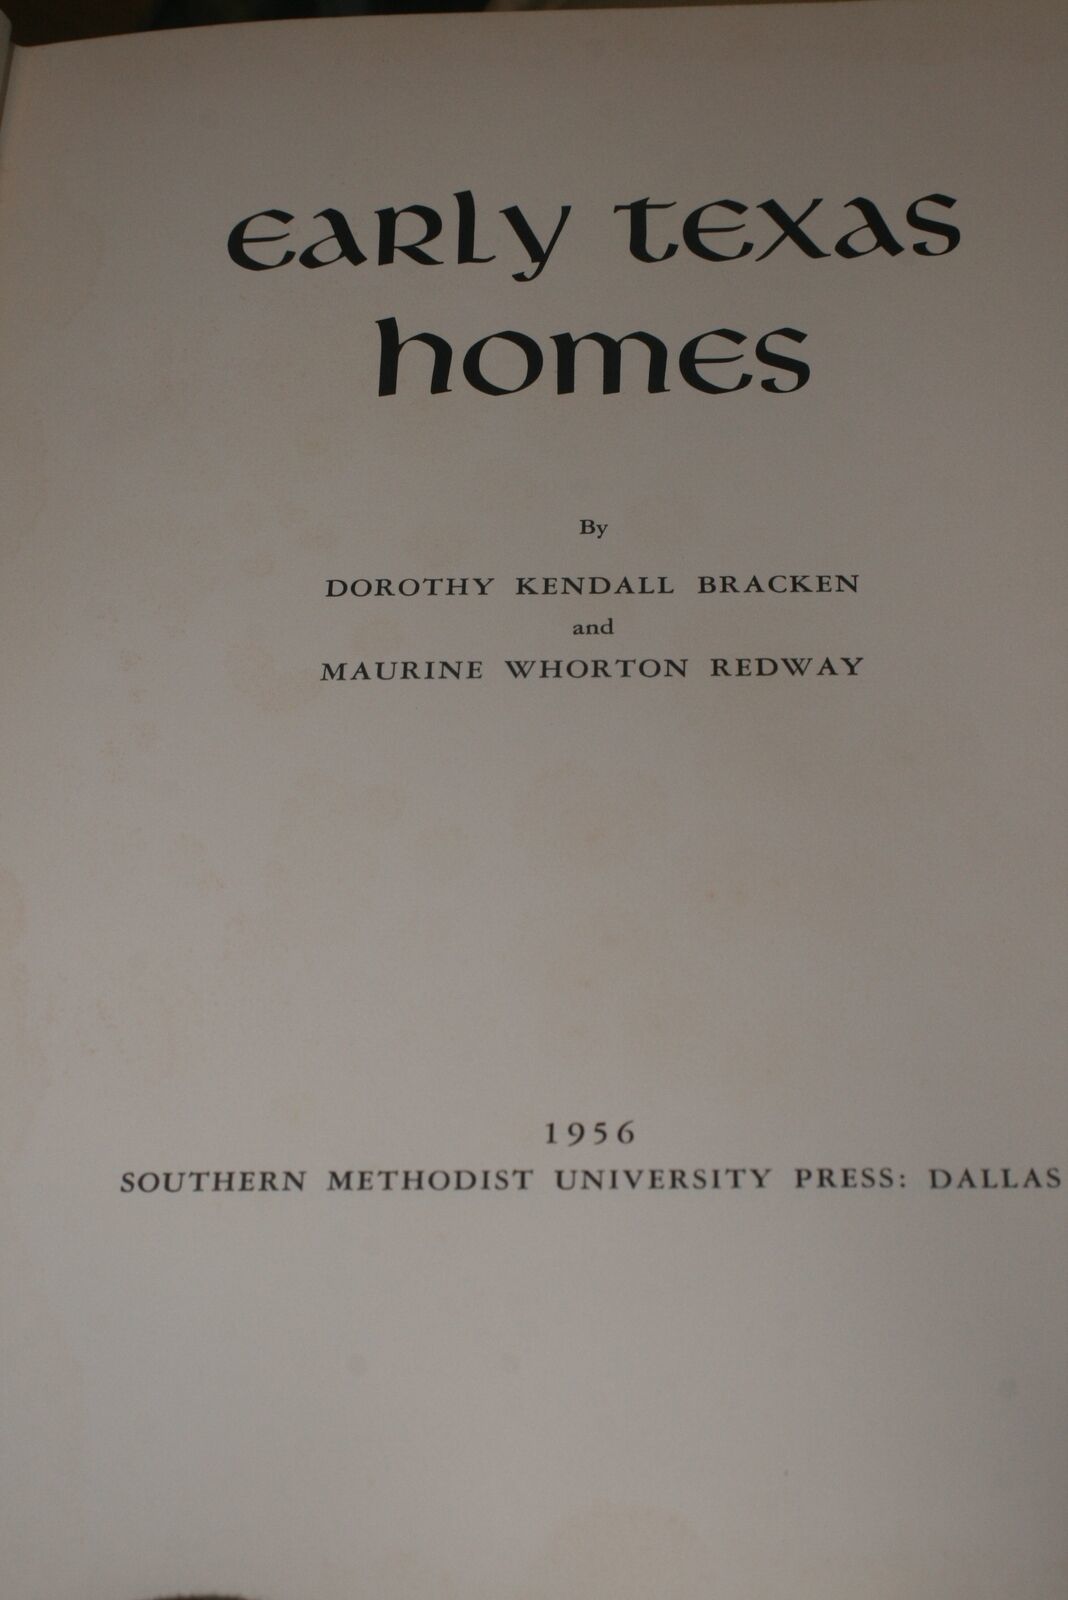 early texas
homes
By
DOROTHY KENDALL BRACKEN
and
MAURINE WHORTON REDWAY
1956
SOUTHERN METHODIST UNIVERSITY PRESS: DALLAS